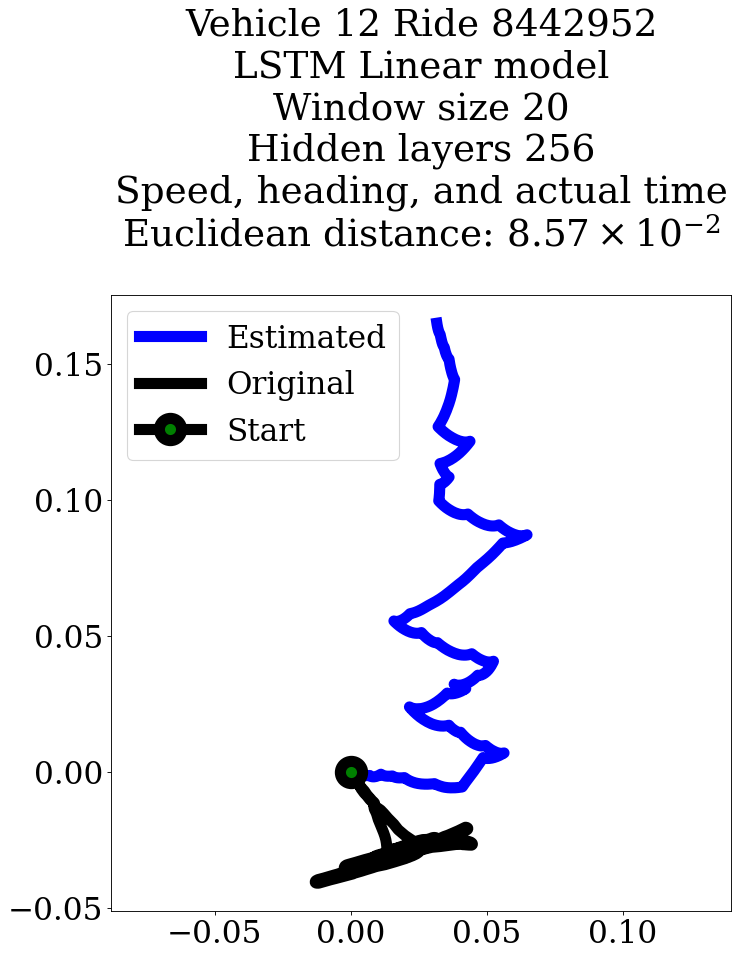 Vehicle 12 Ride 8442952
LSTM Linear model
Window size 20
Hidden layers 256
Speed, heading, and actual time
Euclidean distance: 8.57 × 10⁻²
Estimated
Original
Start
0.15
0.10
0.05
0.00
−0.05
−0.05
0.00
0.05
0.10